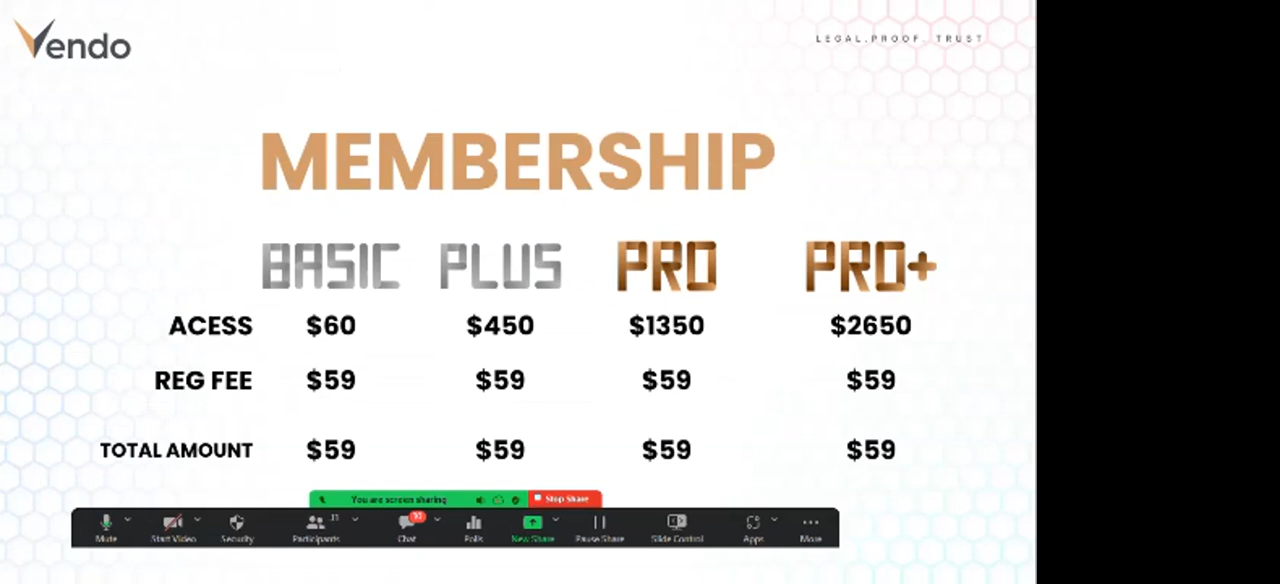 Vendo
LEGAL.PROOF. TRUST
MEMBERSHIP
BASIC PLUS PRO PRO+
ACESS $60 $450 $1350 $2650
REG FEE $59 $59 $59 $59
TOTAL AMOUNT $59 $59 $59 $59
You are screen sharing Stop Share
Mute Start Video Security Participants Chat Polls New Share Pause Share Slide Control Apps More